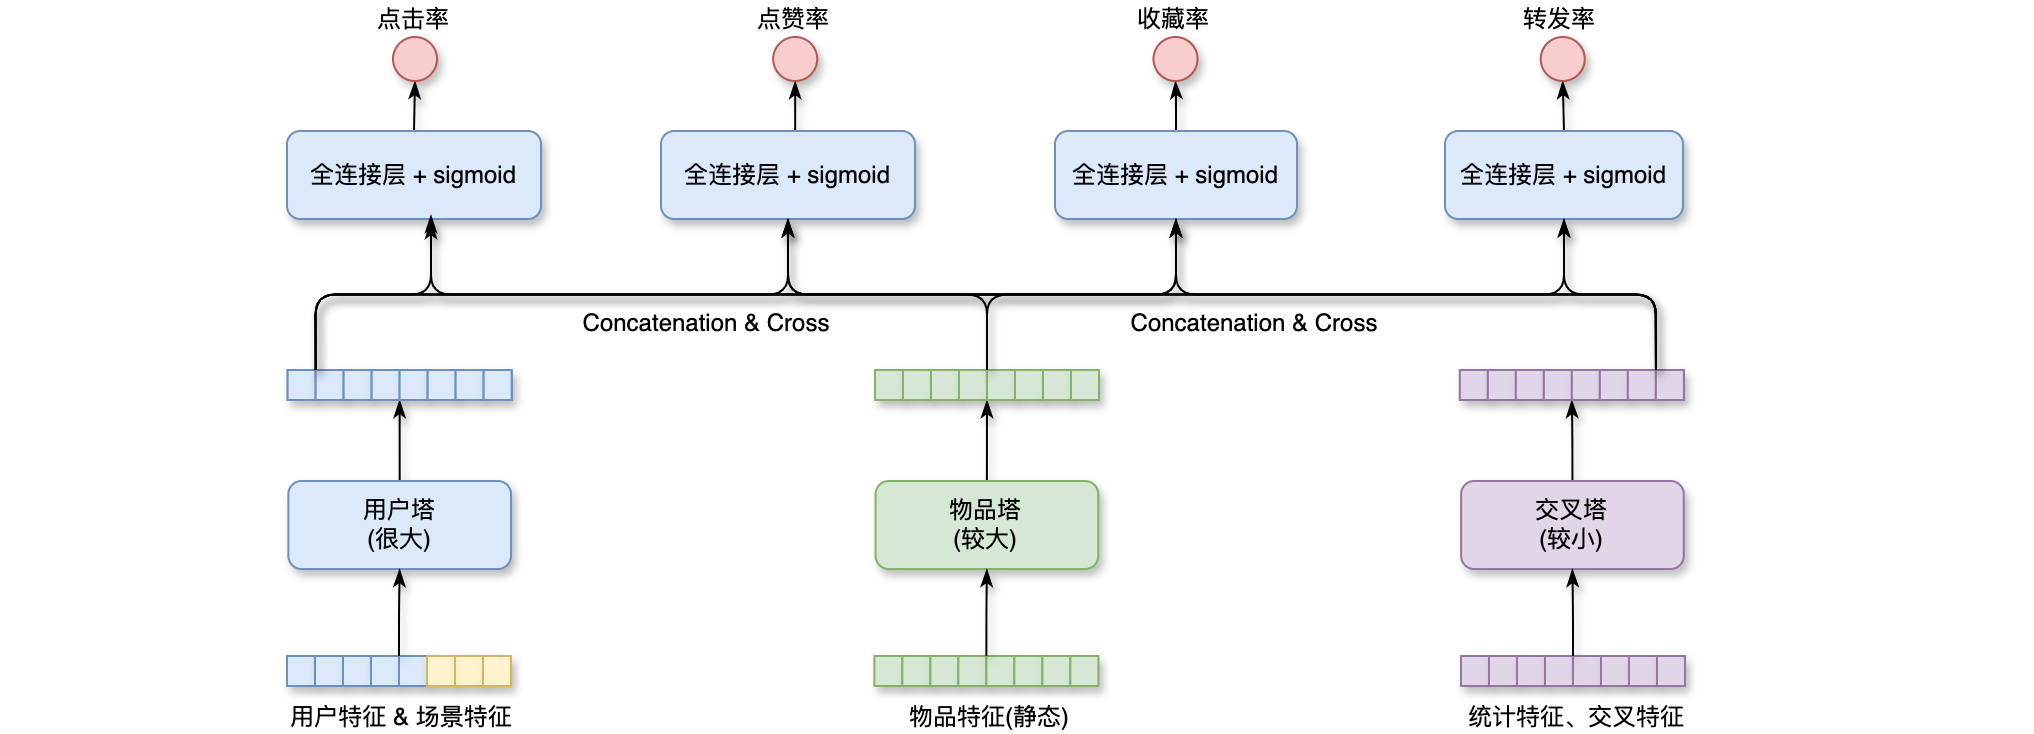 点击率
点赞率
收藏率
转发率
全连接层 + sigmoid
全连接层 + sigmoid
全连接层 + sigmoid
全连接层 + sigmoid
Concatenation & Cross
Concatenation & Cross
用户塔
(很大)
物品塔
(较大)
交叉塔
(较小)
用户特征 & 场景特征
物品特征(静态)
统计特征、交叉特征